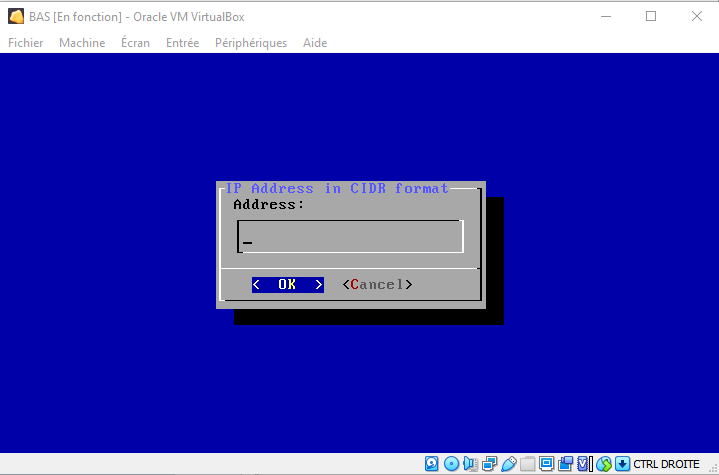 BAS [En fonction] - Oracle VM VirtualBox
Fichier Machine Écran Entrée Périphériques Aide
IP Address in CIDR format
Address:
< OK > <Cancel>
CTRL DROITE